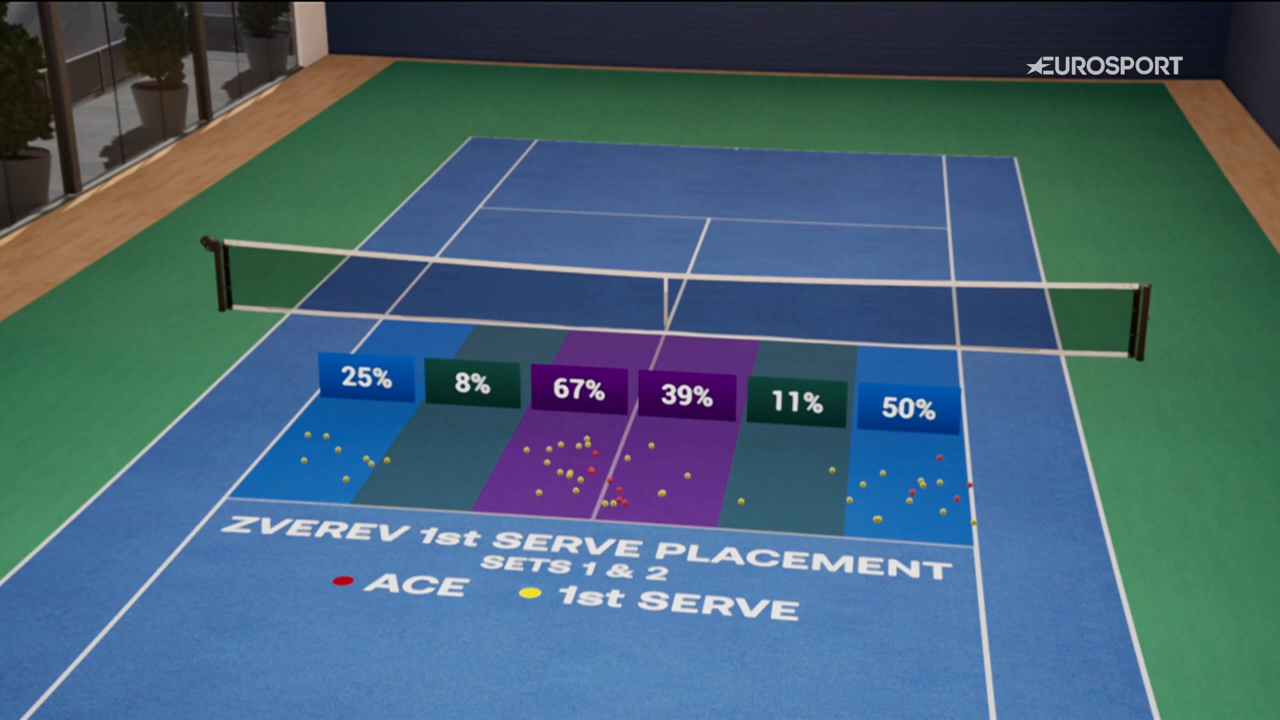 EUROSPORT
25% 8% 67% 39% 11% 50%
ZVEREV 1st SERVE PLACEMENT
SETS 1 & 2
ACE 1st SERVE